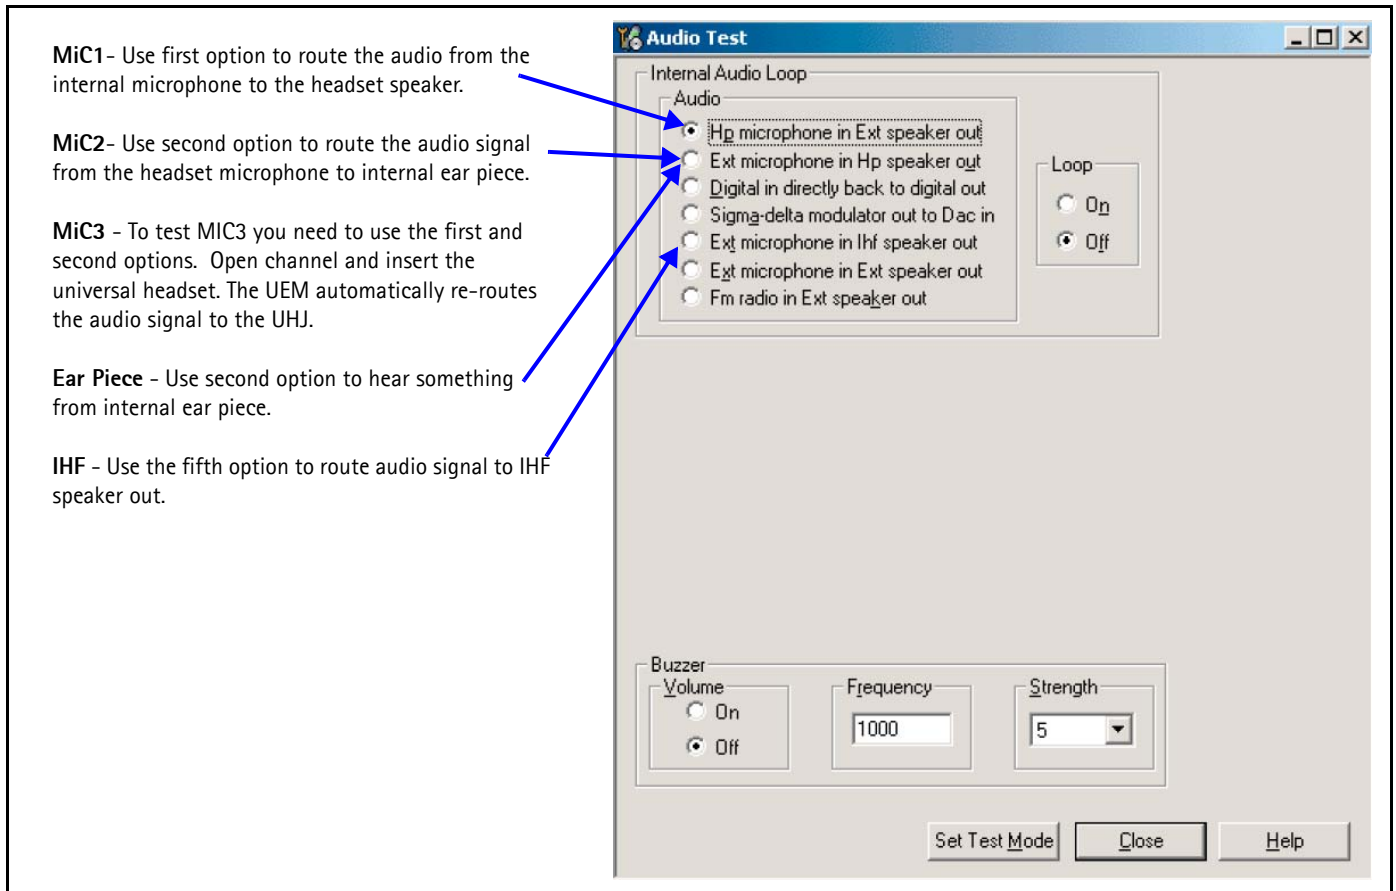 MiC1- Use first option to route the audio from the
internal microphone to the headset speaker.
MiC2- Use second option to route the audio signal
from the headset microphone to internal ear piece.
MiC3 - To test MIC3 you need to use the first and
second options. Open channel and insert the
universal headset. The UEM automatically re-routes
the audio signal to the UHJ.
Ear Piece - Use second option to hear something
from internal ear piece.
IHF - Use the fifth option to route audio signal to IHF
speaker out.
Audio Test
Internal Audio Loop
Audio
Hp microphone in Ext speaker out
Ext microphone in Hp speaker out
Digital in directly back to digital out
Sigma-delta modulator out to Dac in
Ext microphone in Ihf speaker out
Ext microphone in Ext speaker out
Fm radio in Ext speaker out
Loop
On
Off
Buzzer
Volume
On
Off
Frequency
1000
Strength
5
Set Test Mode
Close
Help